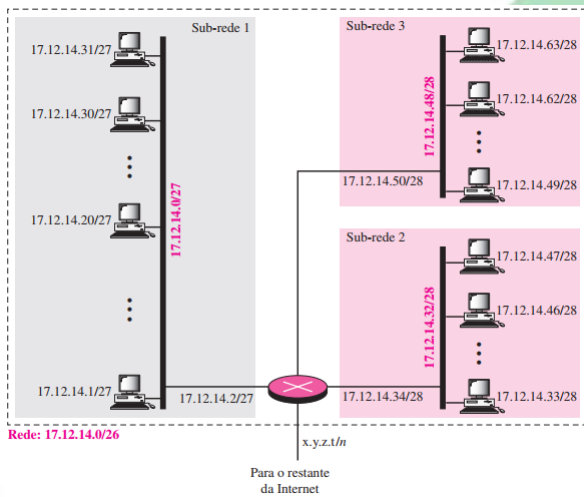 Sub-rede 1
17.12.14.31/27
17.12.14.30/27
17.12.14.20/27
17.12.14.1/27
17.12.14.0/27
17.12.14.2/27
Sub-rede 3
17.12.14.63/28
17.12.14.62/28
17.12.14.49/28
17.12.14.48/28
17.12.14.50/28
Sub-rede 2
17.12.14.47/28
17.12.14.46/28
17.12.14.33/28
17.12.14.32/28
17.12.14.34/28
Rede: 17.12.14.0/26
x.y.z.t/n
Para o restante
da Internet